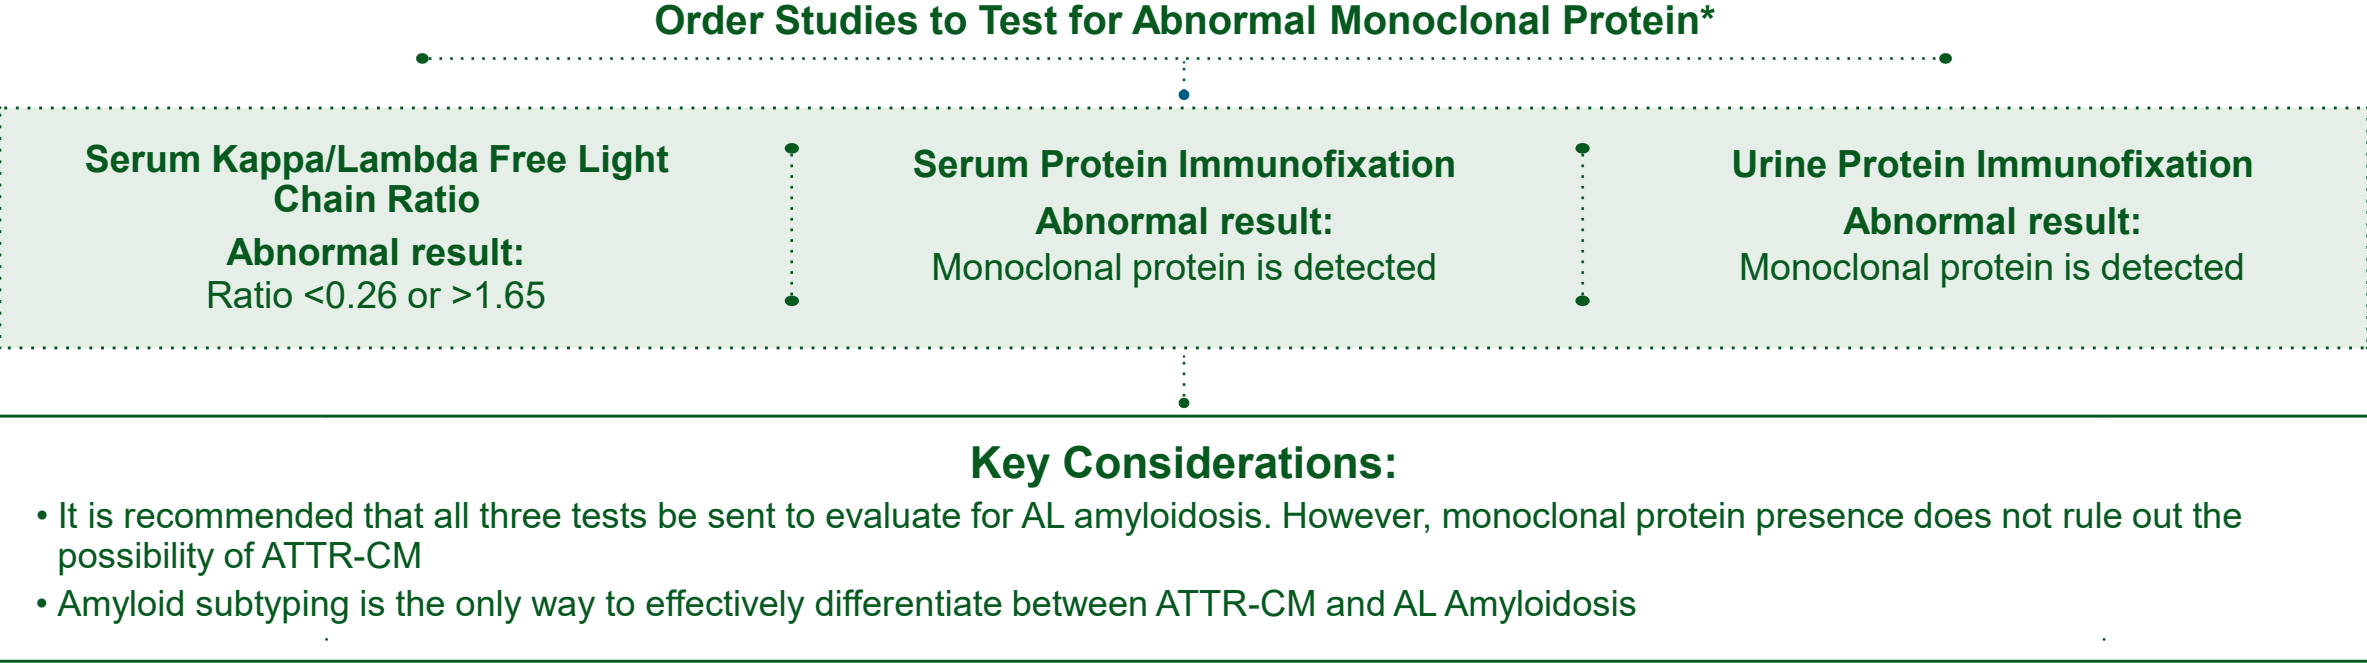 Order Studies to Test for Abnormal Monoclonal Protein*
Serum Kappa/Lambda Free Light
Chain Ratio
Abnormal result:
Ratio <0.26 or >1.65
Serum Protein Immunofixation
Abnormal result:
Monoclonal protein is detected
Urine Protein Immunofixation
Abnormal result:
Monoclonal protein is detected
Key Considerations:
• It is recommended that all three tests be sent to evaluate for AL amyloidosis. However, monoclonal protein presence does not rule out the
possibility of ATTR-CM
• Amyloid subtyping is the only way to effectively differentiate between ATTR-CM and AL Amyloidosis